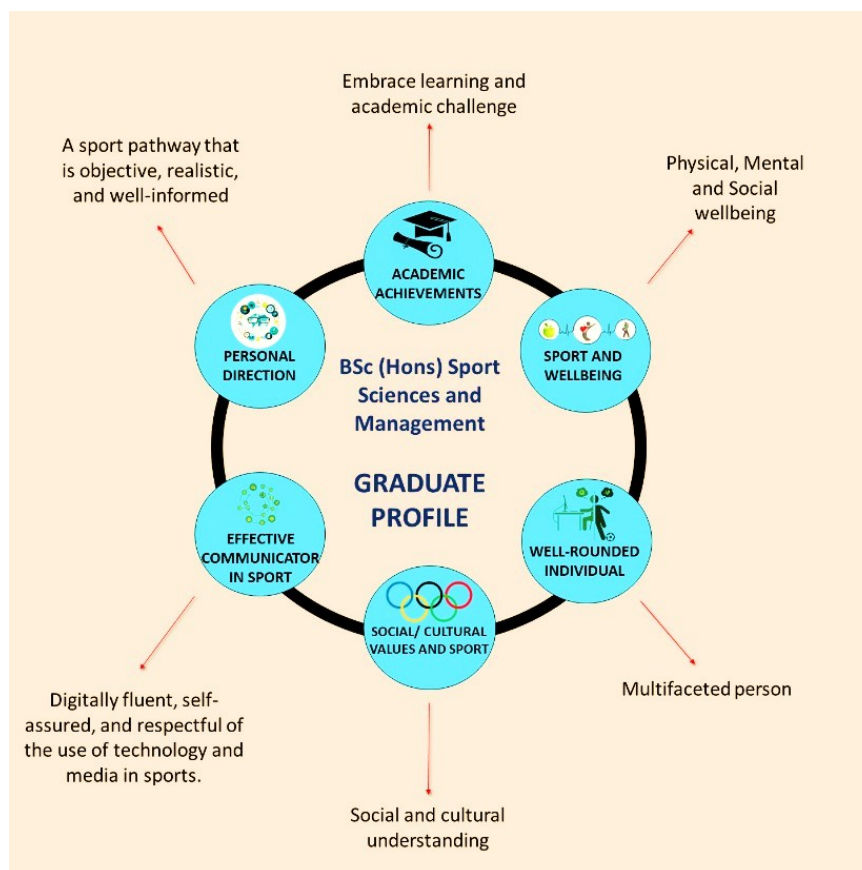 Embrace learning and
academic challenge
A sport pathway that
is objective, realistic,
and well-informed
Physical, Mental
and Social
wellbeing
ACADEMIC
ACHIEVEMENTS
PERSONAL
DIRECTION
SPORT AND
WELLBEING
BSc (Hons) Sport
Sciences and
Management
GRADUATE
PROFILE
EFFECTIVE
COMMUNICATOR
IN SPORT
WELL-ROUNDED
INDIVIDUAL
SOCIAL/ CULTURAL
VALUES AND SPORT
Digitally fluent, self-
assured, and respectful of
the use of technology and
media in sports.
Multifaceted person
Social and cultural
understanding